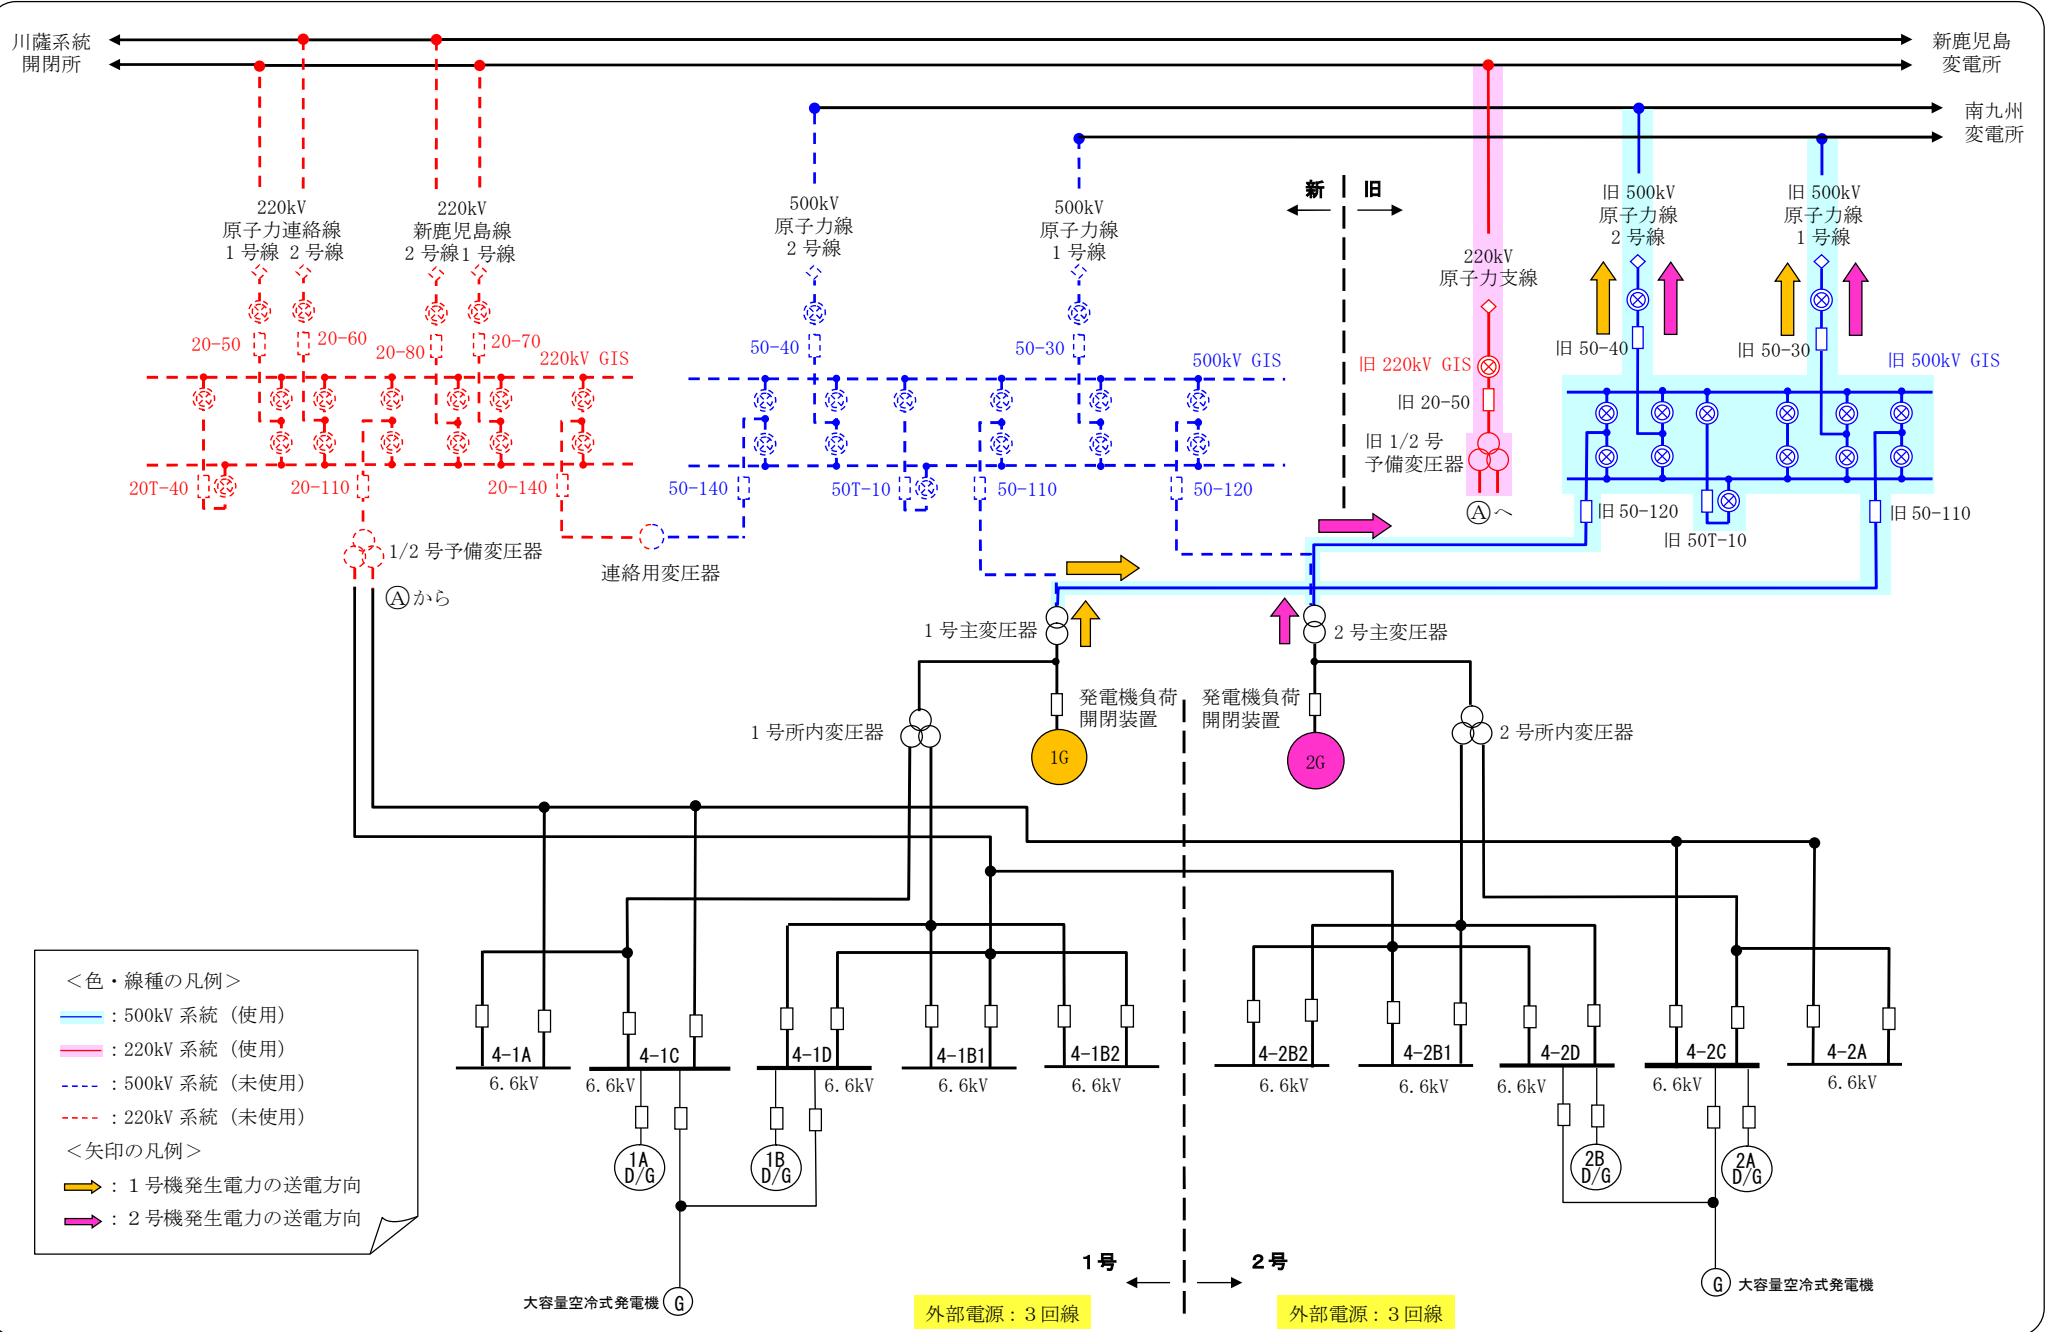 川薩系統
開閉所
新鹿児島
変電所
南九州
変電所
新
旧
220kV
原子力連絡線
1号線 2号線
220kV
新鹿児島線
2号線 1号線
500kV
原子力線
2号線
500kV
原子力線
1号線
220kV
原子力支線
旧 500kV
原子力線
2号線
旧 500kV
原子力線
1号線
20-50
20-60
20-80
20-70
220kV GIS
50-40
50-30
500kV GIS
旧 220kV GIS
旧 20-50
旧 1/2 号
予備変圧器
Ⓐへ
旧 50-40
旧 50-30
旧 500kV GIS
20T-40
20-110
20-140
50-140
50T-10
50-110
50-120
旧 50-120
旧 50T-10
旧 50-110
1/2 号予備変圧器
連絡用変圧器
Ⓐから
1号主変圧器
2号主変圧器
発電機負荷
開閉装置
発電機負荷
開閉装置
1号所内変圧器
2号所内変圧器
1G
2G
4-1A
6.6kV
4-1C
6.6kV
4-1D
6.6kV
4-1B1
6.6kV
4-1B2
6.6kV
4-2B2
6.6kV
4-2B1
6.6kV
4-2D
6.6kV
4-2C
6.6kV
4-2A
6.6kV
1A
D/G
1B
D/G
2B
D/G
2A
D/G
大容量空冷式発電機 G
G 大容量空冷式発電機
1号
2号
外部電源:3回線
外部電源:3回線
<色・線種の凡例>
:500kV 系統(使用)
:220kV 系統(使用)
:500kV 系統(未使用)
:220kV 系統(未使用)
<矢印の凡例>
:1号機発生電力の送電方向
:2号機発生電力の送電方向